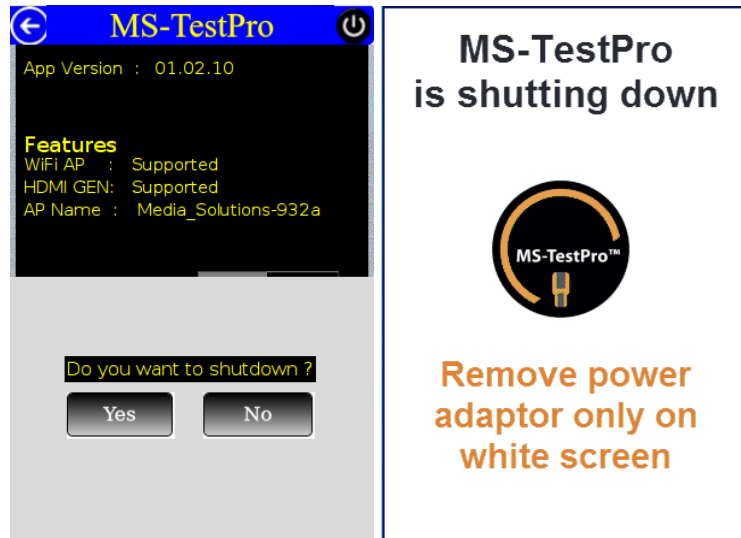 MS-TestPro
App Version : 01.02.10
Features
WiFi AP : Supported
HDMI GEN: Supported
AP Name : Media_Solutions-932a
Do you want to shutdown ?
Yes No
MS-TestPro
is shutting down
MS-TestPro™
Remove power
adaptor only on
white screen